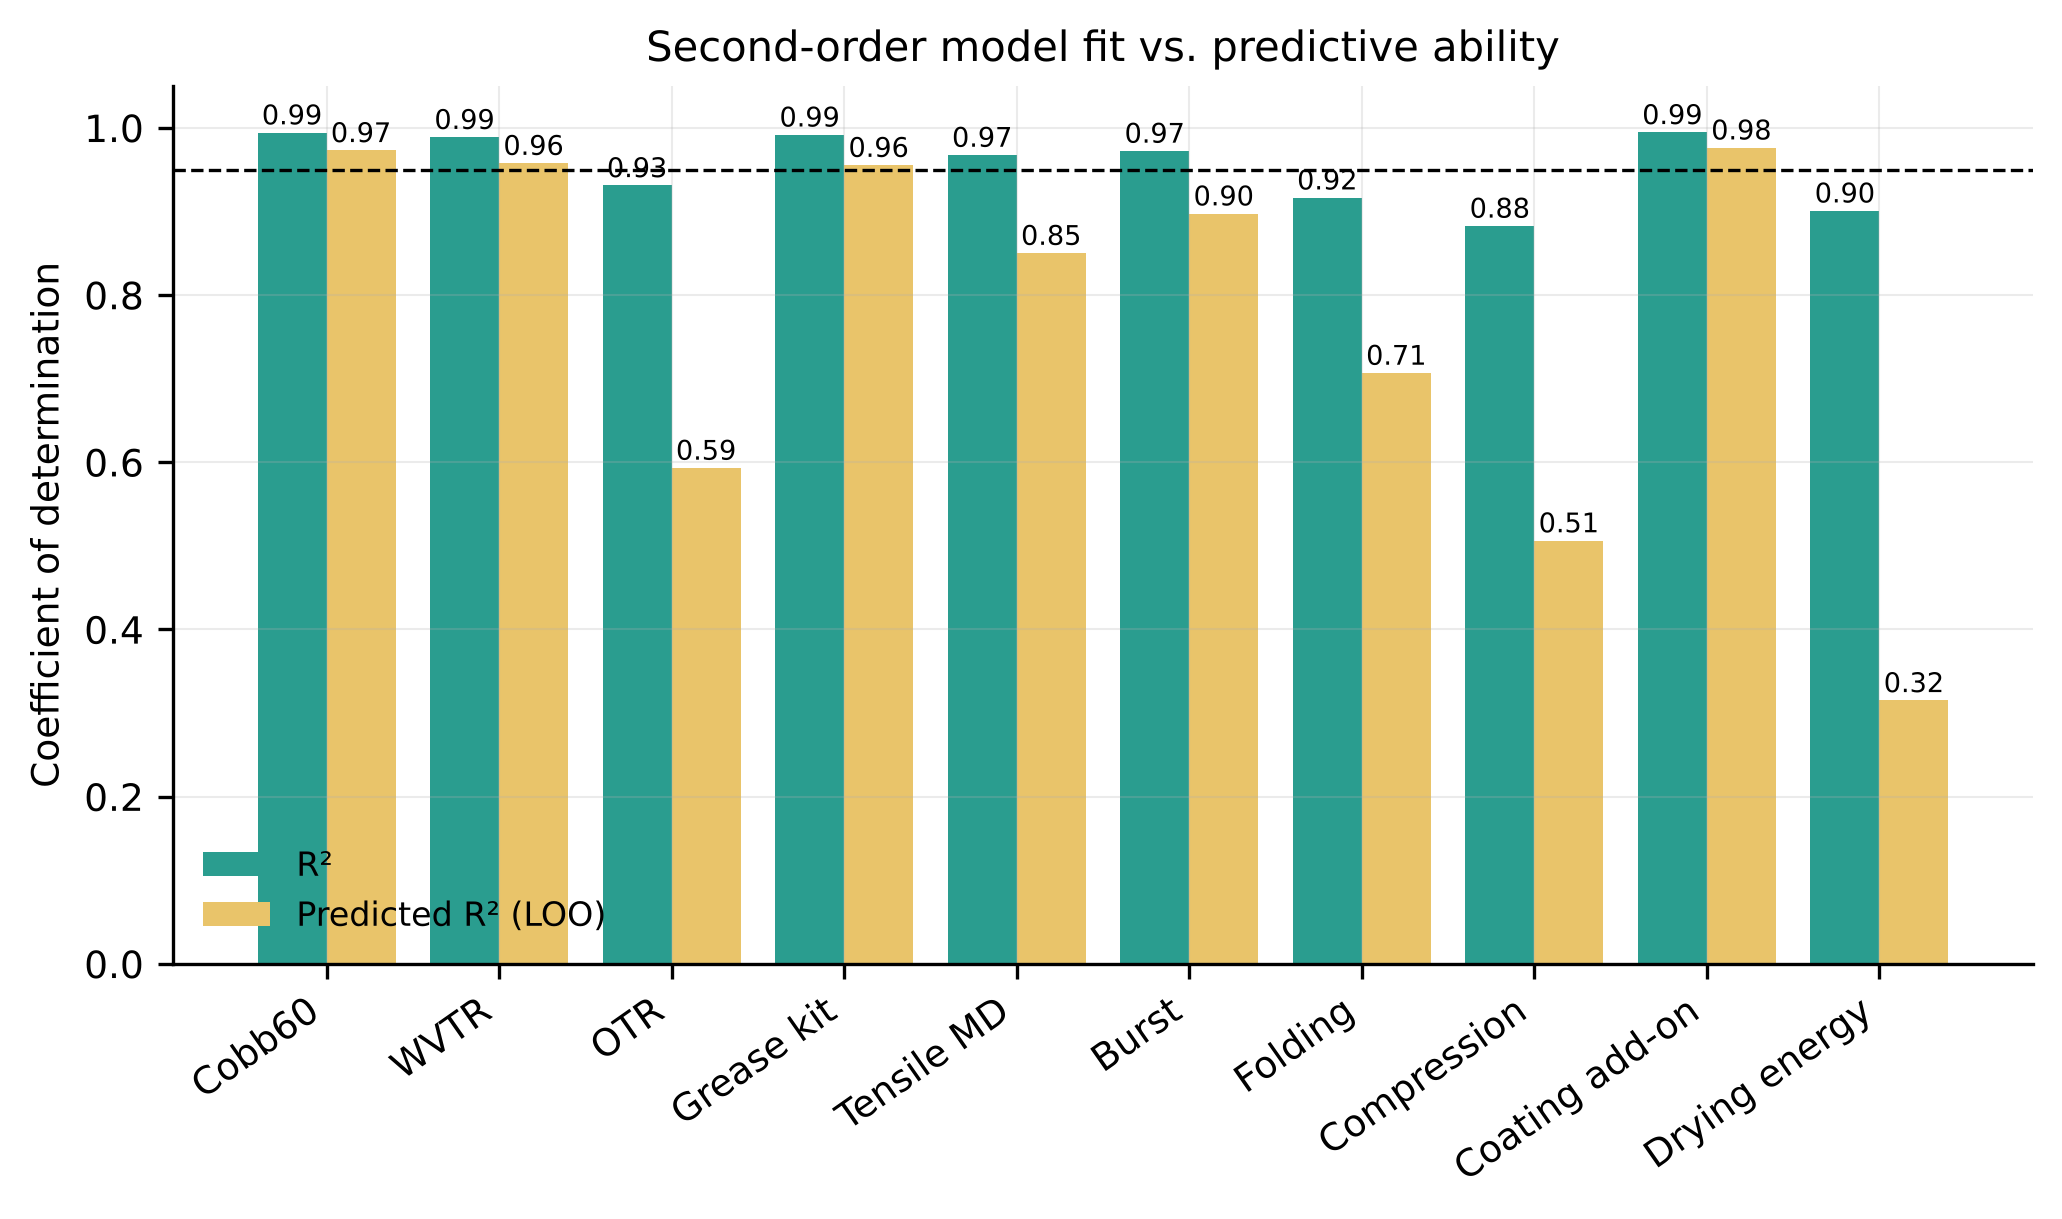 Second-order model fit vs. predictive ability
Coefficient of determination
1.0
0.8
0.6
0.4
0.2
0.0
0.99
0.97
0.99
0.96
0.93
0.59
0.99
0.96
0.97
0.85
0.97
0.90
0.92
0.71
0.88
0.51
0.99
0.98
0.90
0.32
R²
Predicted R² (LOO)
Cobb60
WVTR
OTR
Grease kit
Tensile MD
Burst
Folding
Compression
Coating add-on
Drying energy